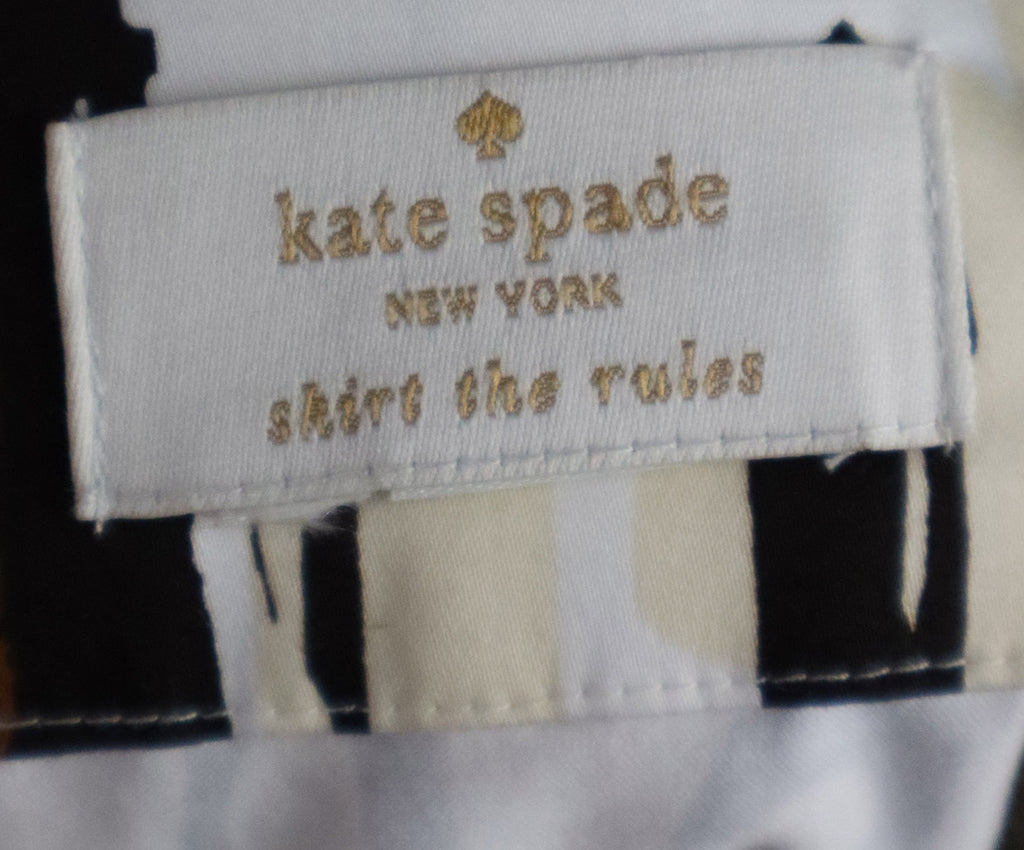 kate spade
NEW YORK
skirt the rules